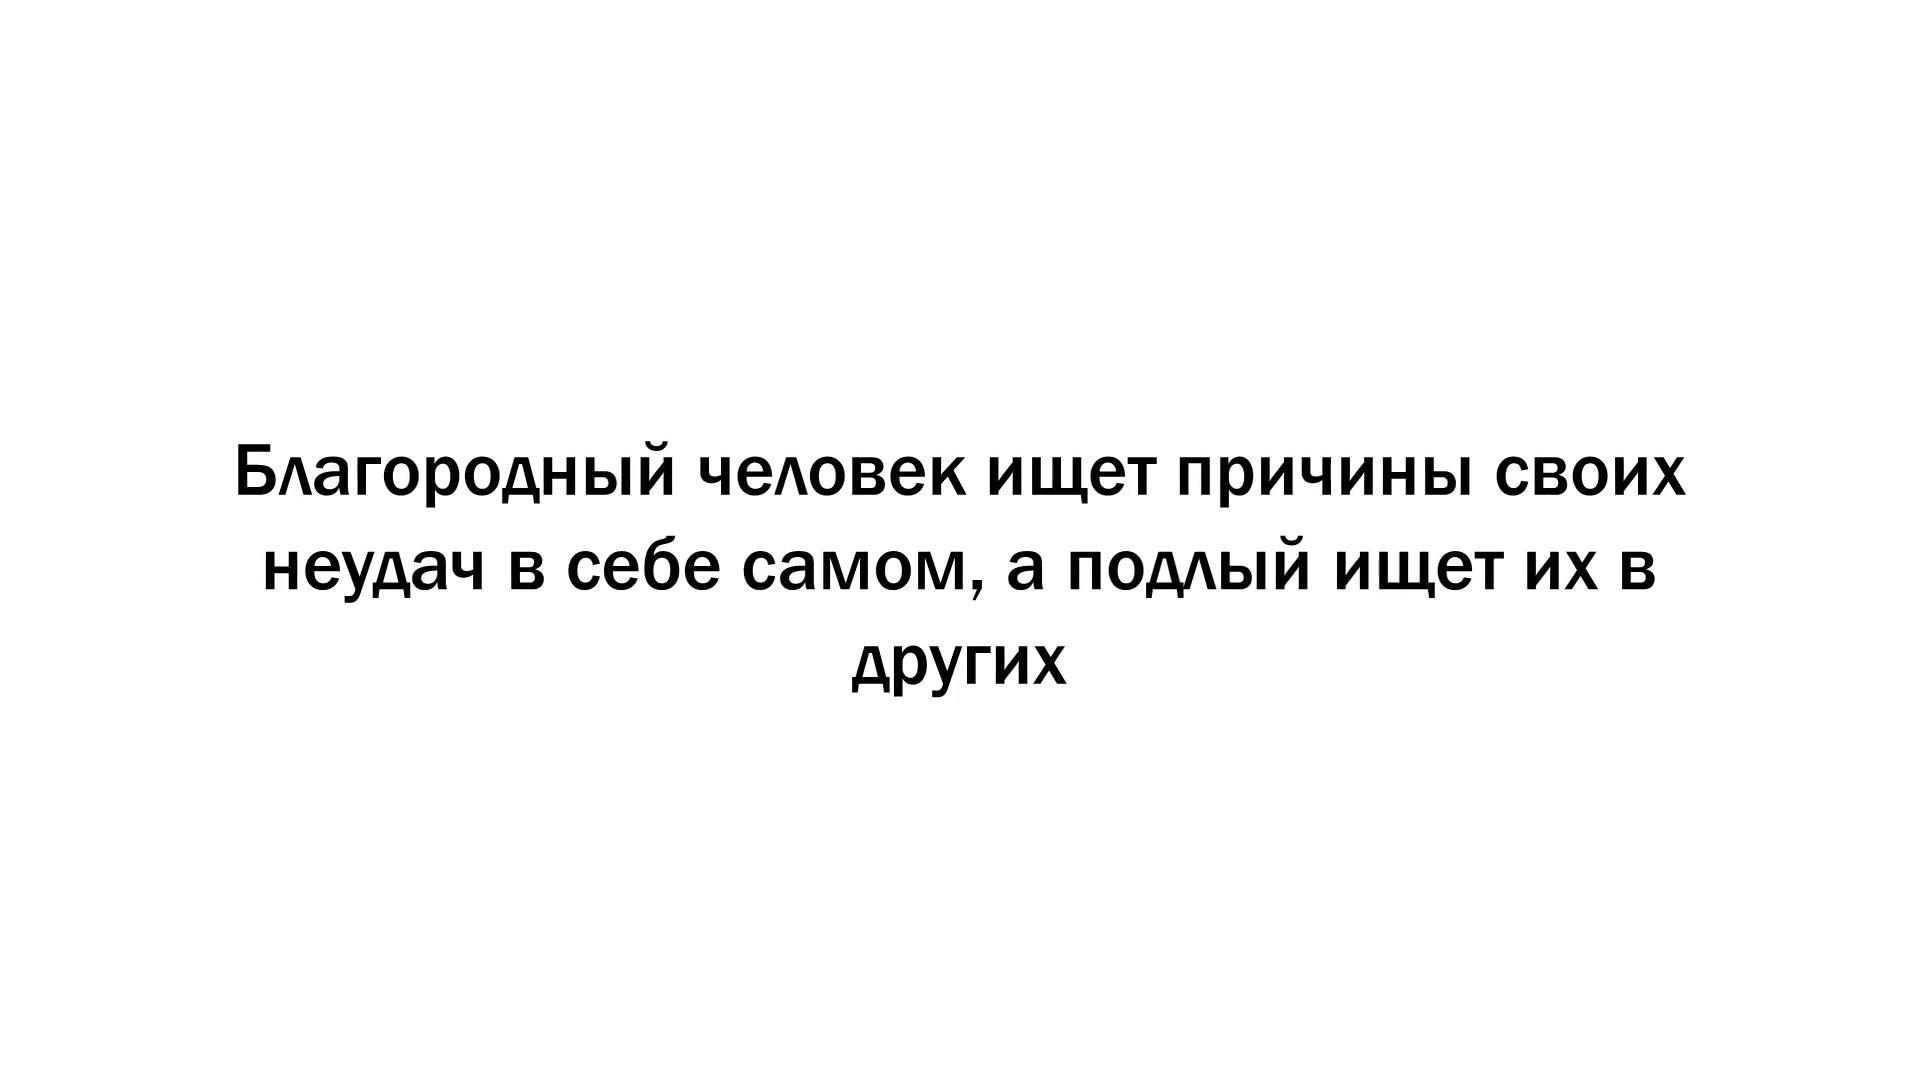 Благородный человек ищет причины своих
неудач в себе самом, а подлый ищет их в
других